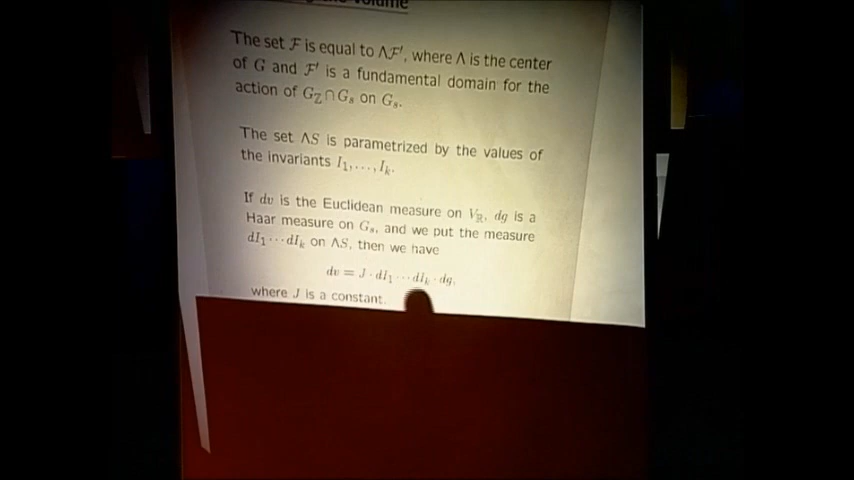 the volume
The set ℱ is equal to Λℱ′, where Λ is the center
of G and ℱ′ is a fundamental domain for the
action of G_ℤ ∩ G_s on G_s.
The set ΛS is parametrized by the values of
the invariants I_1, ..., I_k.
If dv is the Euclidean measure on V_ℝ, dg is a
Haar measure on G_s, and we put the measure
dI_1 ··· dI_k on ΛS, then we have
dv = J · dI_1 ··· dI_k · dg,
where J is a constant.